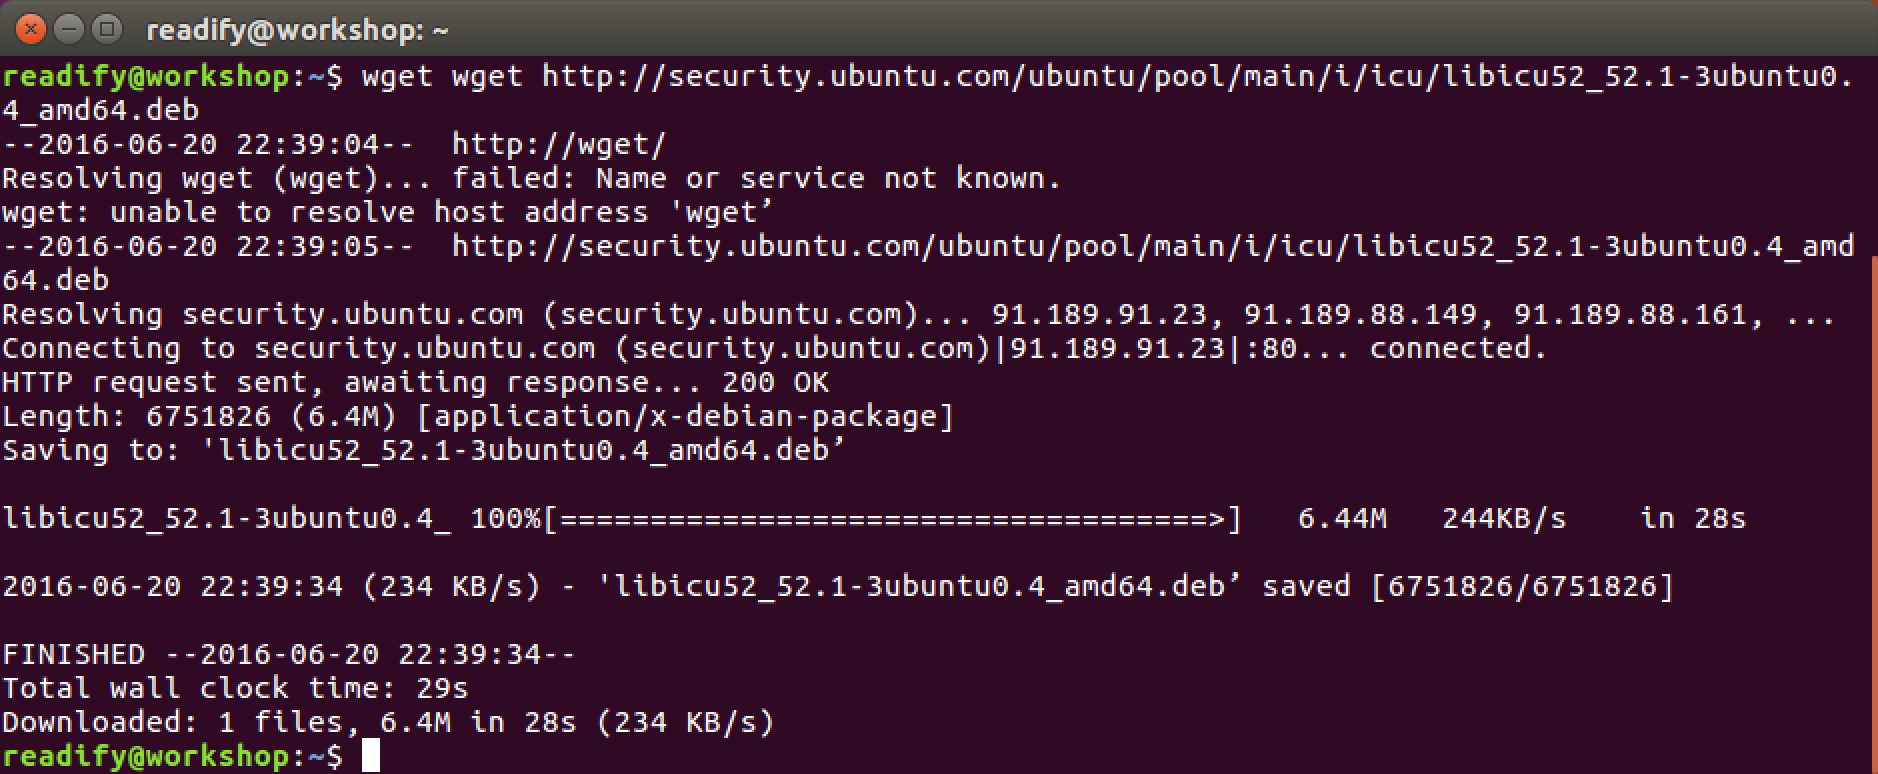 readify@workshop: ~
readify@workshop:~$ wget wget http://security.ubuntu.com/ubuntu/pool/main/i/icu/libicu52_52.1-3ubuntu0.
4_amd64.deb
--2016-06-20 22:39:04--  http://wget/
Resolving wget (wget)... failed: Name or service not known.
wget: unable to resolve host address 'wget’
--2016-06-20 22:39:05--  http://security.ubuntu.com/ubuntu/pool/main/i/icu/libicu52_52.1-3ubuntu0.4_amd
64.deb
Resolving security.ubuntu.com (security.ubuntu.com)... 91.189.91.23, 91.189.88.149, 91.189.88.161, ...
Connecting to security.ubuntu.com (security.ubuntu.com)|91.189.91.23|:80... connected.
HTTP request sent, awaiting response... 200 OK
Length: 6751826 (6.4M) [application/x-debian-package]
Saving to: 'libicu52_52.1-3ubuntu0.4_amd64.deb’
libicu52_52.1-3ubuntu0.4_ 100%[====================================>]   6.44M   244KB/s    in 28s
2016-06-20 22:39:34 (234 KB/s) - 'libicu52_52.1-3ubuntu0.4_amd64.deb’ saved [6751826/6751826]
FINISHED --2016-06-20 22:39:34--
Total wall clock time: 29s
Downloaded: 1 files, 6.4M in 28s (234 KB/s)
readify@workshop:~$